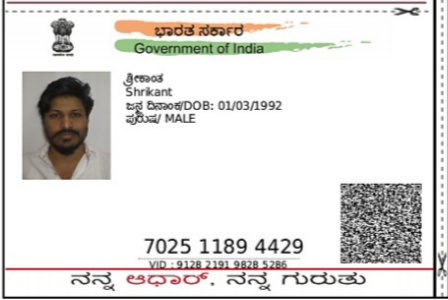 ಭಾರತ ಸರ್ಕಾರ
Government of India
ಶ್ರೀಕಾಂತ
Shrikant
ಜನ್ಮ ದಿನಾಂಕ/DOB: 01/03/1992
ಪುರುಷ/ MALE
7025 1189 4429
VID : 9128 2191 9828 5286
ನನ್ನ ಆಧಾರ್, ನನ್ನ ಗುರುತು